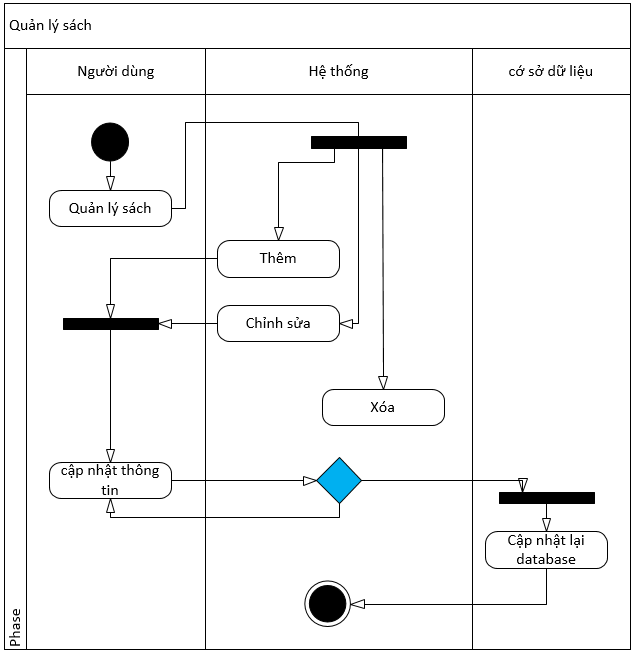 Quản lý sách
Người dùng
Hệ thống
cớ sở dữ liệu
Quản lý sách
Thêm
Chỉnh sửa
Xóa
cập nhật thông
tin
Cập nhật lại
database
Phase